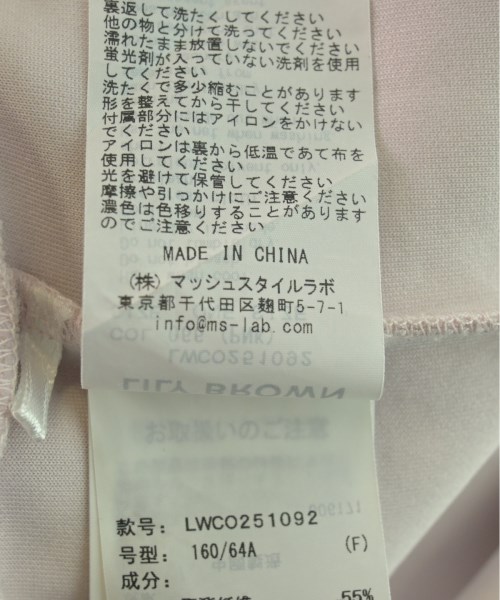 裏返して洗たくしてください
他の物と分けて洗ってください
濡れたまま放置しないでください
蛍光剤が入っていない洗剤を使用
してください
洗たくで多少縮むことがあります
形を整えてから干してください
付属部分にはアイロンをかけない
でください
アイロンは裏から低温であて布を
使用してください
光を避けて保管してください
摩擦や引っかけにご注意ください
濃色は色移りすることがあります
のでご注意ください
MADE IN CHINA
(株) マッシュスタイルラボ
東京都千代田区麹町5-7-1
info@ms-lab.com
COL 066 (PNK)
LWCO251092
LILY BROWN
お取扱いのご注意
006171
款号: LWCO251092
号型: 160/64A (F)
成分:
55%